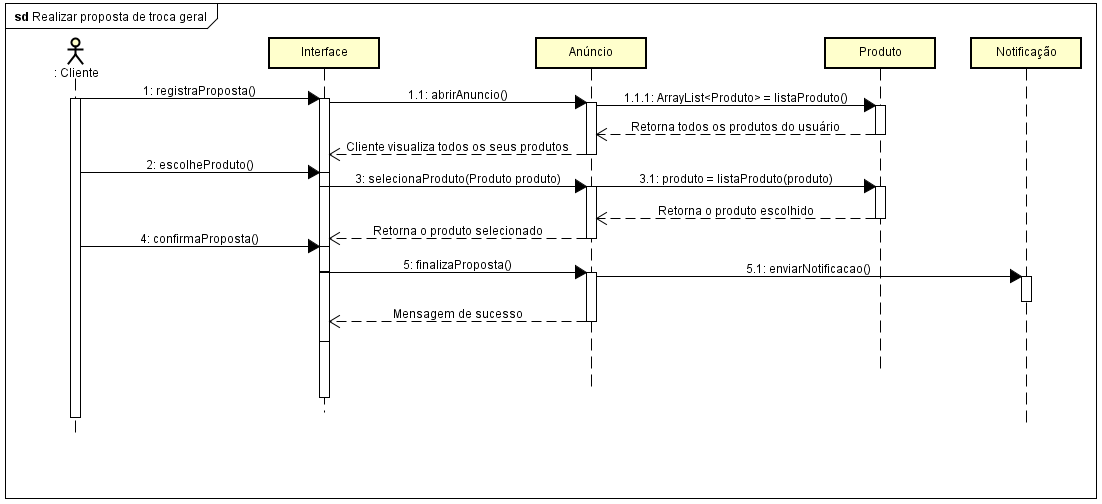 sd Realizar proposta de troca geral
: Cliente
Interface
Anúncio
Produto
Notificação
1: registraProposta()
1.1: abrirAnuncio()
1.1.1: ArrayList<Produto> = listaProduto()
Retorna todos os produtos do usuário
Cliente visualiza todos os seus produtos
2: escolheProduto()
3: selecionaProduto(Produto produto)
3.1: produto = listaProduto(produto)
Retorna o produto escolhido
Retorna o produto selecionado
4: confirmaProposta()
5: finalizaProposta()
5.1: enviarNotificacao()
Mensagem de sucesso